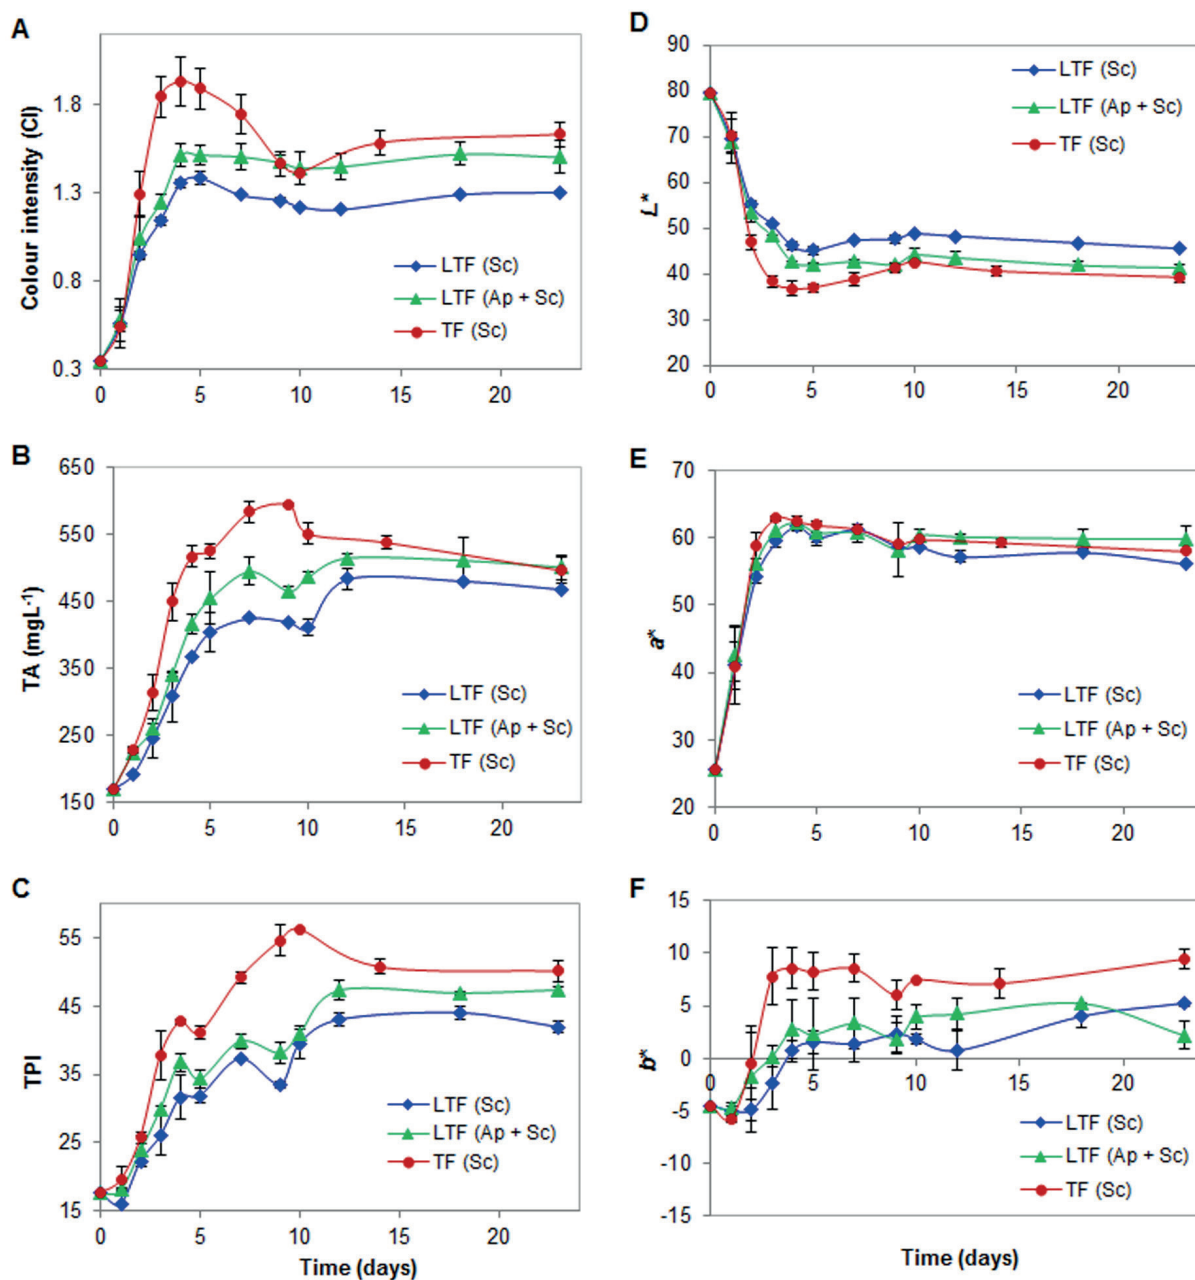 A
Colour intensity (CI)
1.8
1.3
0.8
0.3
0 5 10 15 20
LTF (Sc)
LTF (Ap + Sc)
TF (Sc)
D
L*
90
80
70
60
50
40
30
20
0 5 10 15 20
LTF (Sc)
LTF (Ap + Sc)
TF (Sc)
B
TA (mgL-1)
650
550
450
350
250
150
0 5 10 15 20
LTF (Sc)
LTF (Ap + Sc)
TF (Sc)
E
a*
70
60
50
40
30
20
0 5 10 15 20
LTF (Sc)
LTF (Ap + Sc)
TF (Sc)
C
TPI
55
45
35
25
15
0 5 10 15 20
LTF (Sc)
LTF (Ap + Sc)
TF (Sc)
Time (days)
F
b*
15
10
5
0
-5
-10
-15
0 5 10 15 20
LTF (Sc)
LTF (Ap + Sc)
TF (Sc)
Time (days)